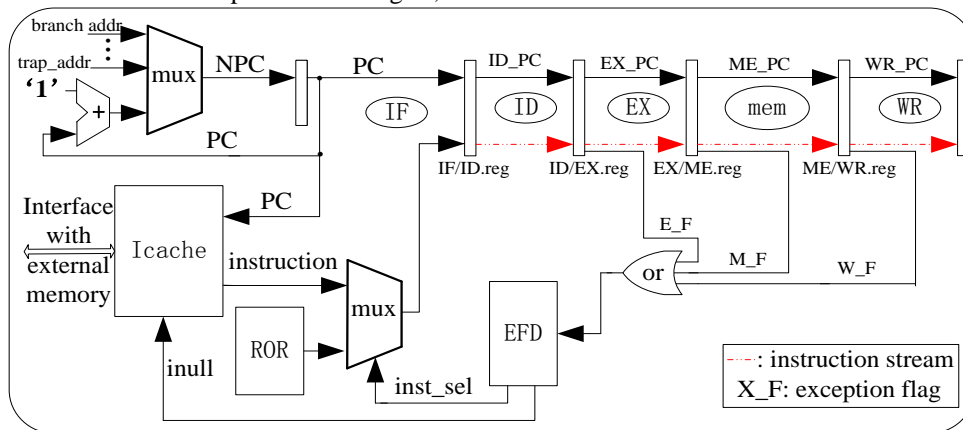 branch addr
trap_addr
'1'
+
mux
NPC
PC
PC
IF
ID_PC
ID
EX_PC
EX
ME_PC
mem
WR_PC
WR
IF/ID.reg
ID/EX.reg
EX/ME.reg
ME/WR.reg
PC
Interface
with
external
memory
Icache
instruction
mux
ROR
inull
inst_sel
EFD
or
E_F
M_F
W_F
: instruction stream
X_F: exception flag